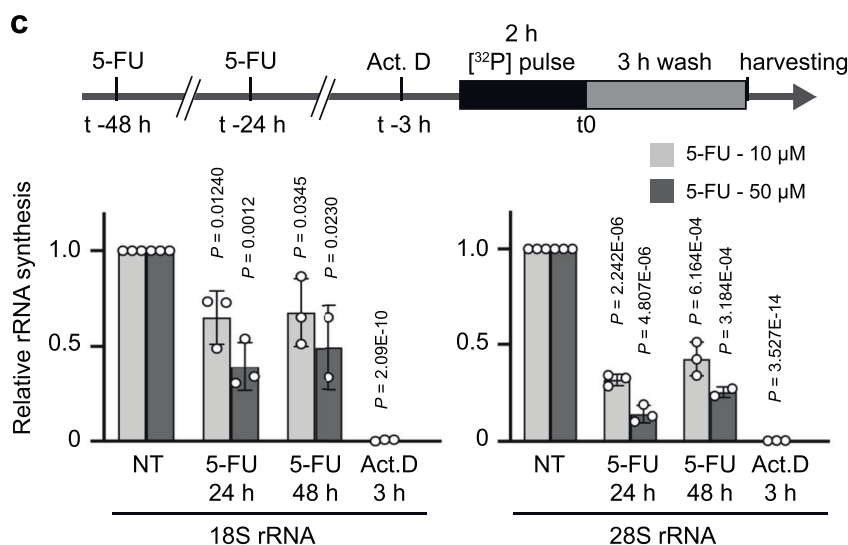 c
5-FU 5-FU Act. D 2 h
[³²P] pulse 3 h wash harvesting
t -48 h t -24 h t -3 h t0
5-FU - 10 µM
5-FU - 50 µM
Relative rRNA synthesis
1.0
0.5
0
P = 0.01240
P = 0.0012
P = 0.0345
P = 0.0230
P = 2.09E-10
NT 5-FU 5-FU Act.D
24 h 48 h 3 h
18S rRNA
1.0
0.5
0
P = 2.242E-06
P = 4.807E-06
P = 6.164E-04
P = 3.184E-04
P = 3.527E-14
NT 5-FU 5-FU Act.D
24 h 48 h 3 h
28S rRNA